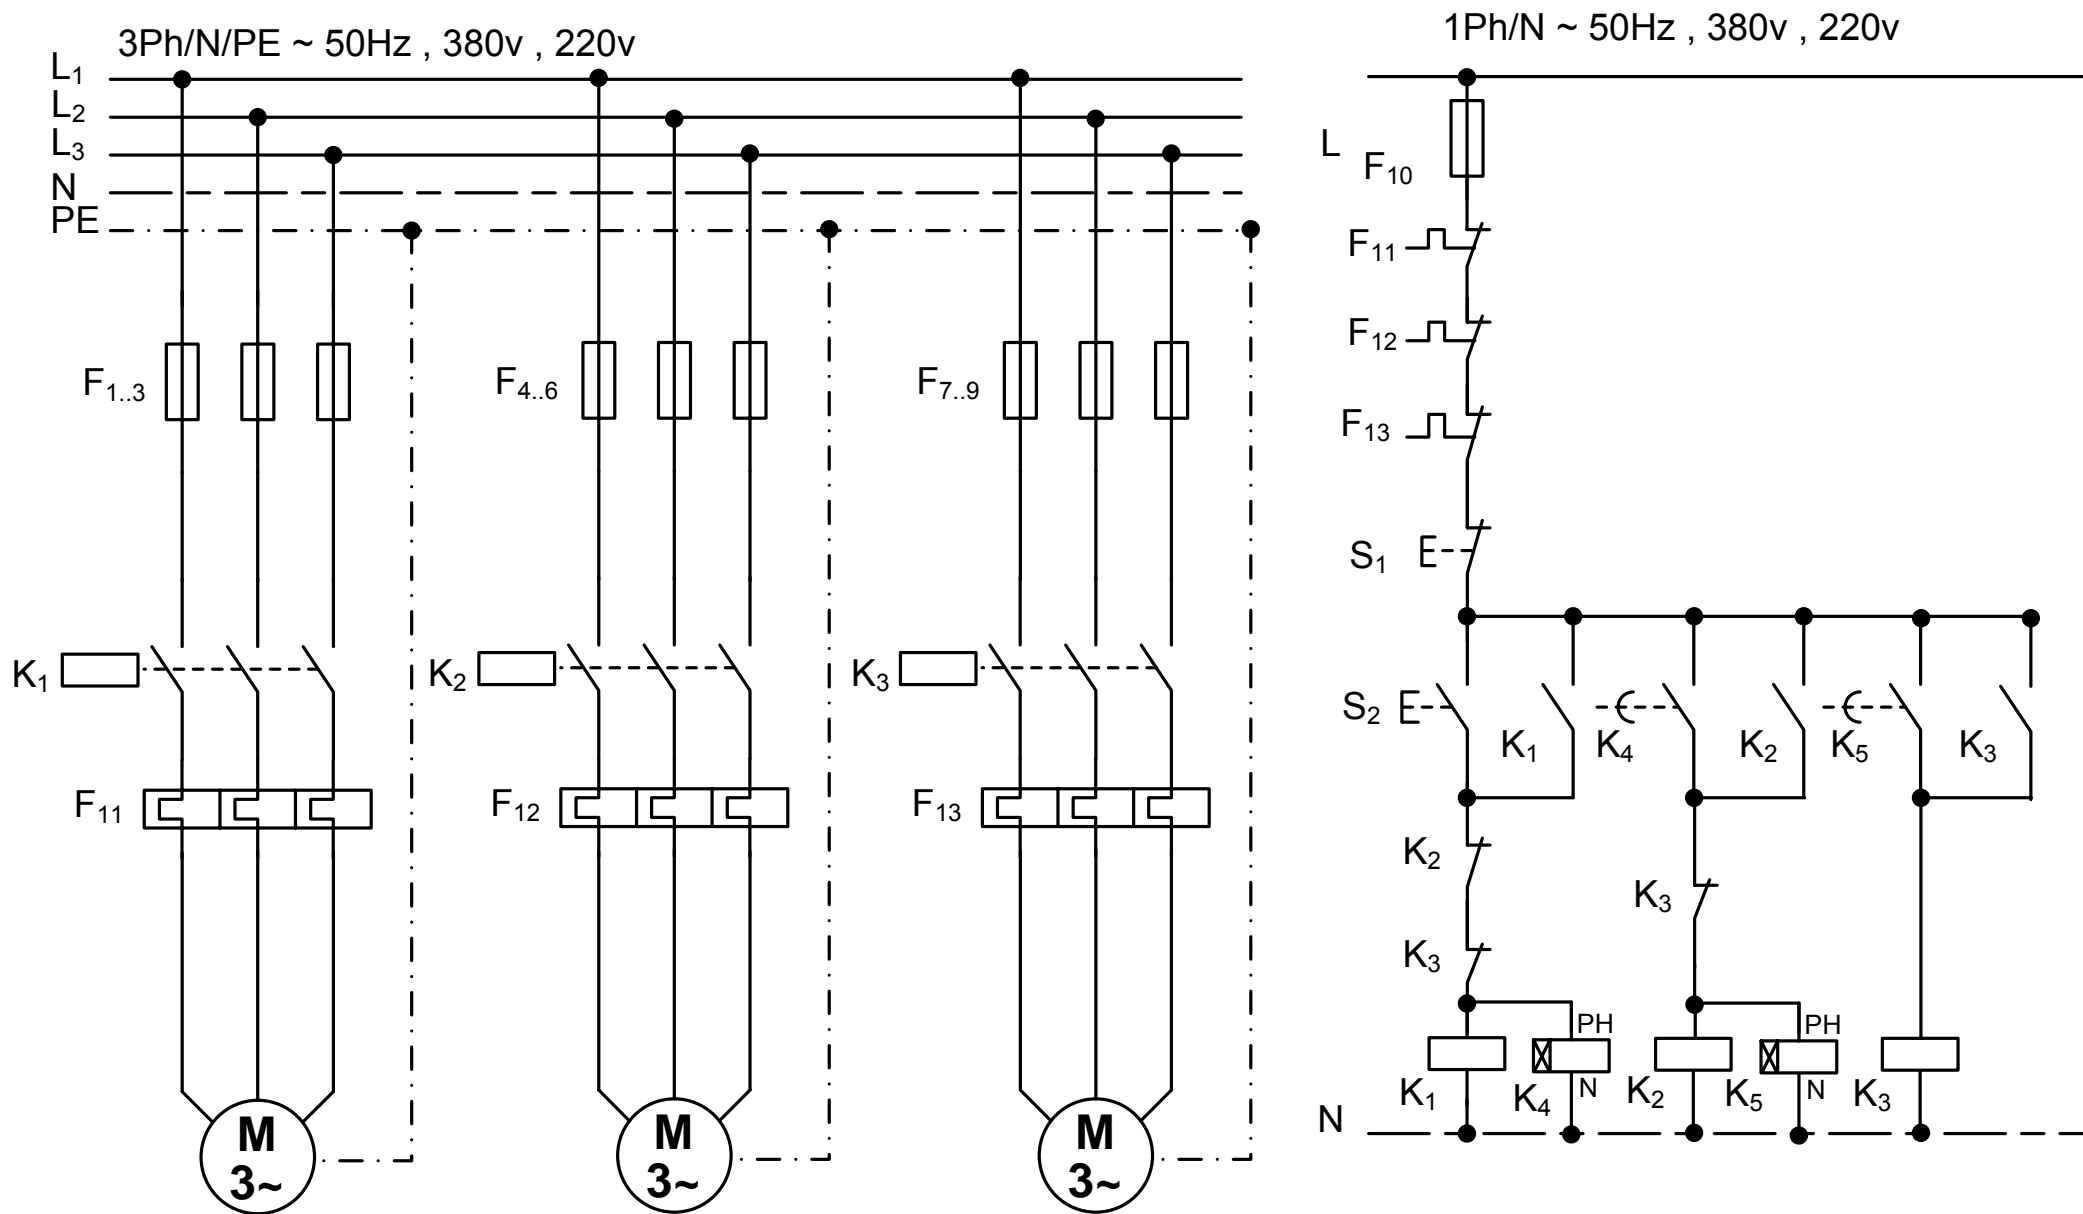 3Ph/N/PE ~ 50Hz , 380v , 220v
L₁
L₂
L₃
N
PE
F₁..₃
F₄..₆
F₇..₉
K₁
K₂
K₃
F₁₁
F₁₂
F₁₃
M
3~
M
3~
M
3~
1Ph/N ~ 50Hz , 380v , 220v
L
F₁₀
F₁₁
F₁₂
F₁₃
S₁
S₂
K₁
K₄
K₂
K₅
K₃
K₂
K₃
K₃
PH
PH
K₁
K₄
N
K₂
K₅
N
K₃
N